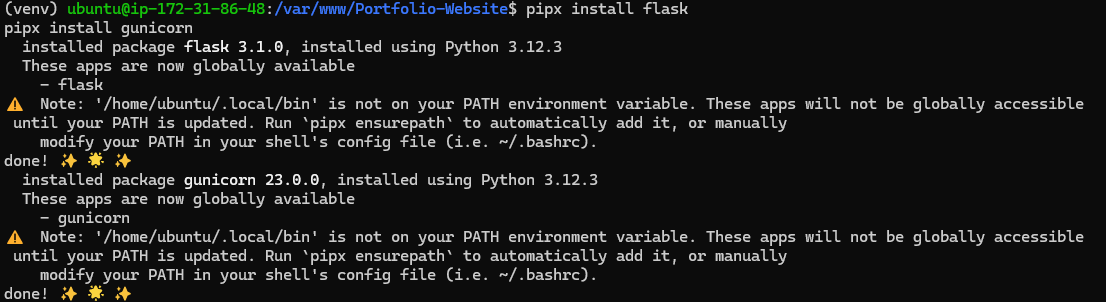 (venv) ubuntu@ip-172-31-86-48:/var/www/Portfolio-Website$ pipx install flask
pipx install gunicorn
  installed package flask 3.1.0, installed using Python 3.12.3
  These apps are now globally available
    - flask
⚠️  Note: '/home/ubuntu/.local/bin' is not on your PATH environment variable. These apps will not be globally accessible
 until your PATH is updated. Run `pipx ensurepath` to automatically add it, or manually
    modify your PATH in your shell's config file (i.e. ~/.bashrc).
done! ✨ 🌟 ✨
  installed package gunicorn 23.0.0, installed using Python 3.12.3
  These apps are now globally available
    - gunicorn
⚠️  Note: '/home/ubuntu/.local/bin' is not on your PATH environment variable. These apps will not be globally accessible
 until your PATH is updated. Run `pipx ensurepath` to automatically add it, or manually
    modify your PATH in your shell's config file (i.e. ~/.bashrc).
done! ✨ 🌟 ✨